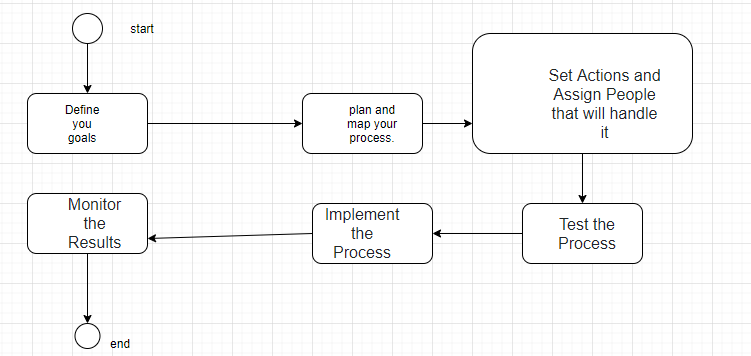 start
Define
you
goals
plan and
map your
process.
Set Actions and
Assign People
that will handle
it
Test the
Process
Implement
the
Process
Monitor
the
Results
end